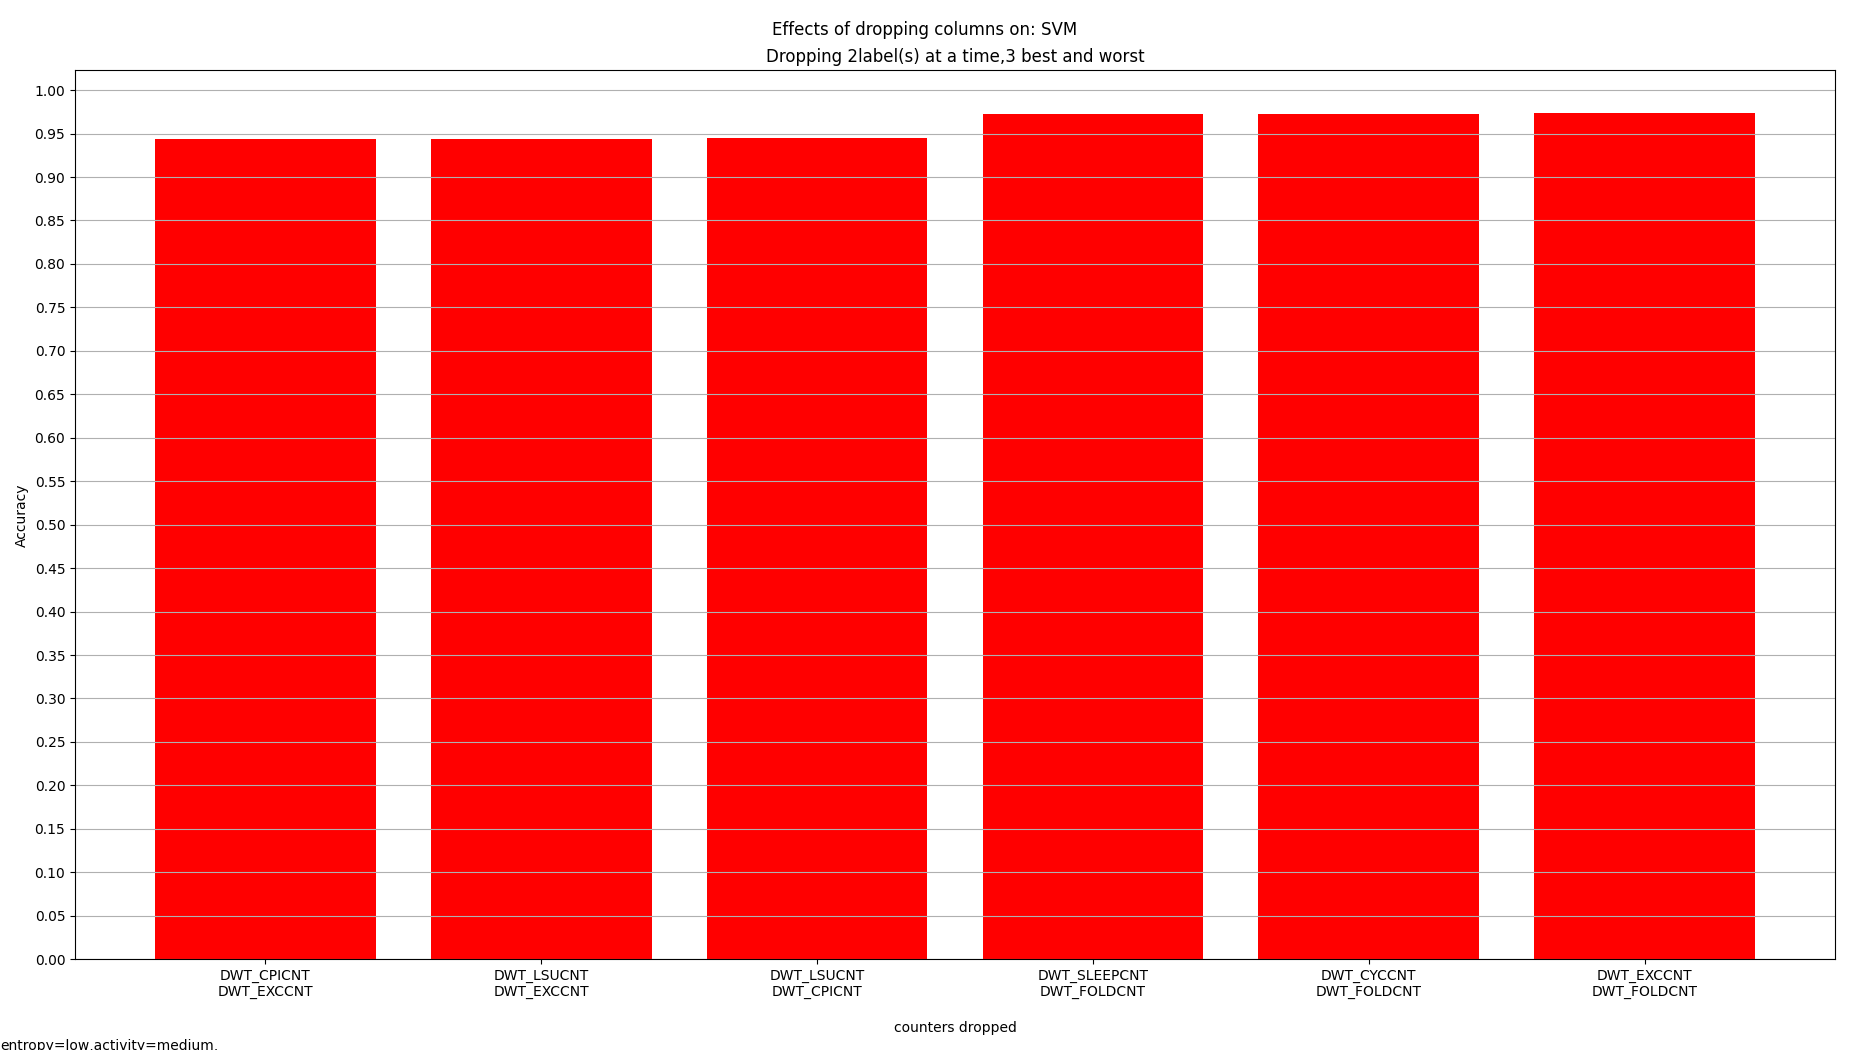 Effects of dropping columns on: SVM
Dropping 2label(s) at a time,3 best and worst
1.00
0.95
0.90
0.85
0.80
0.75
0.70
0.65
0.60
0.55
0.50
0.45
0.40
0.35
0.30
0.25
0.20
0.15
0.10
0.05
0.00
Accuracy
DWT_CPICNT
DWT_EXCCNT
DWT_LSUCNT
DWT_EXCCNT
DWT_LSUCNT
DWT_CPICNT
DWT_SLEEPCNT
DWT_FOLDCNT
DWT_CYCCNT
DWT_FOLDCNT
DWT_EXCCNT
DWT_FOLDCNT
counters dropped
entropy=low,activity=medium,